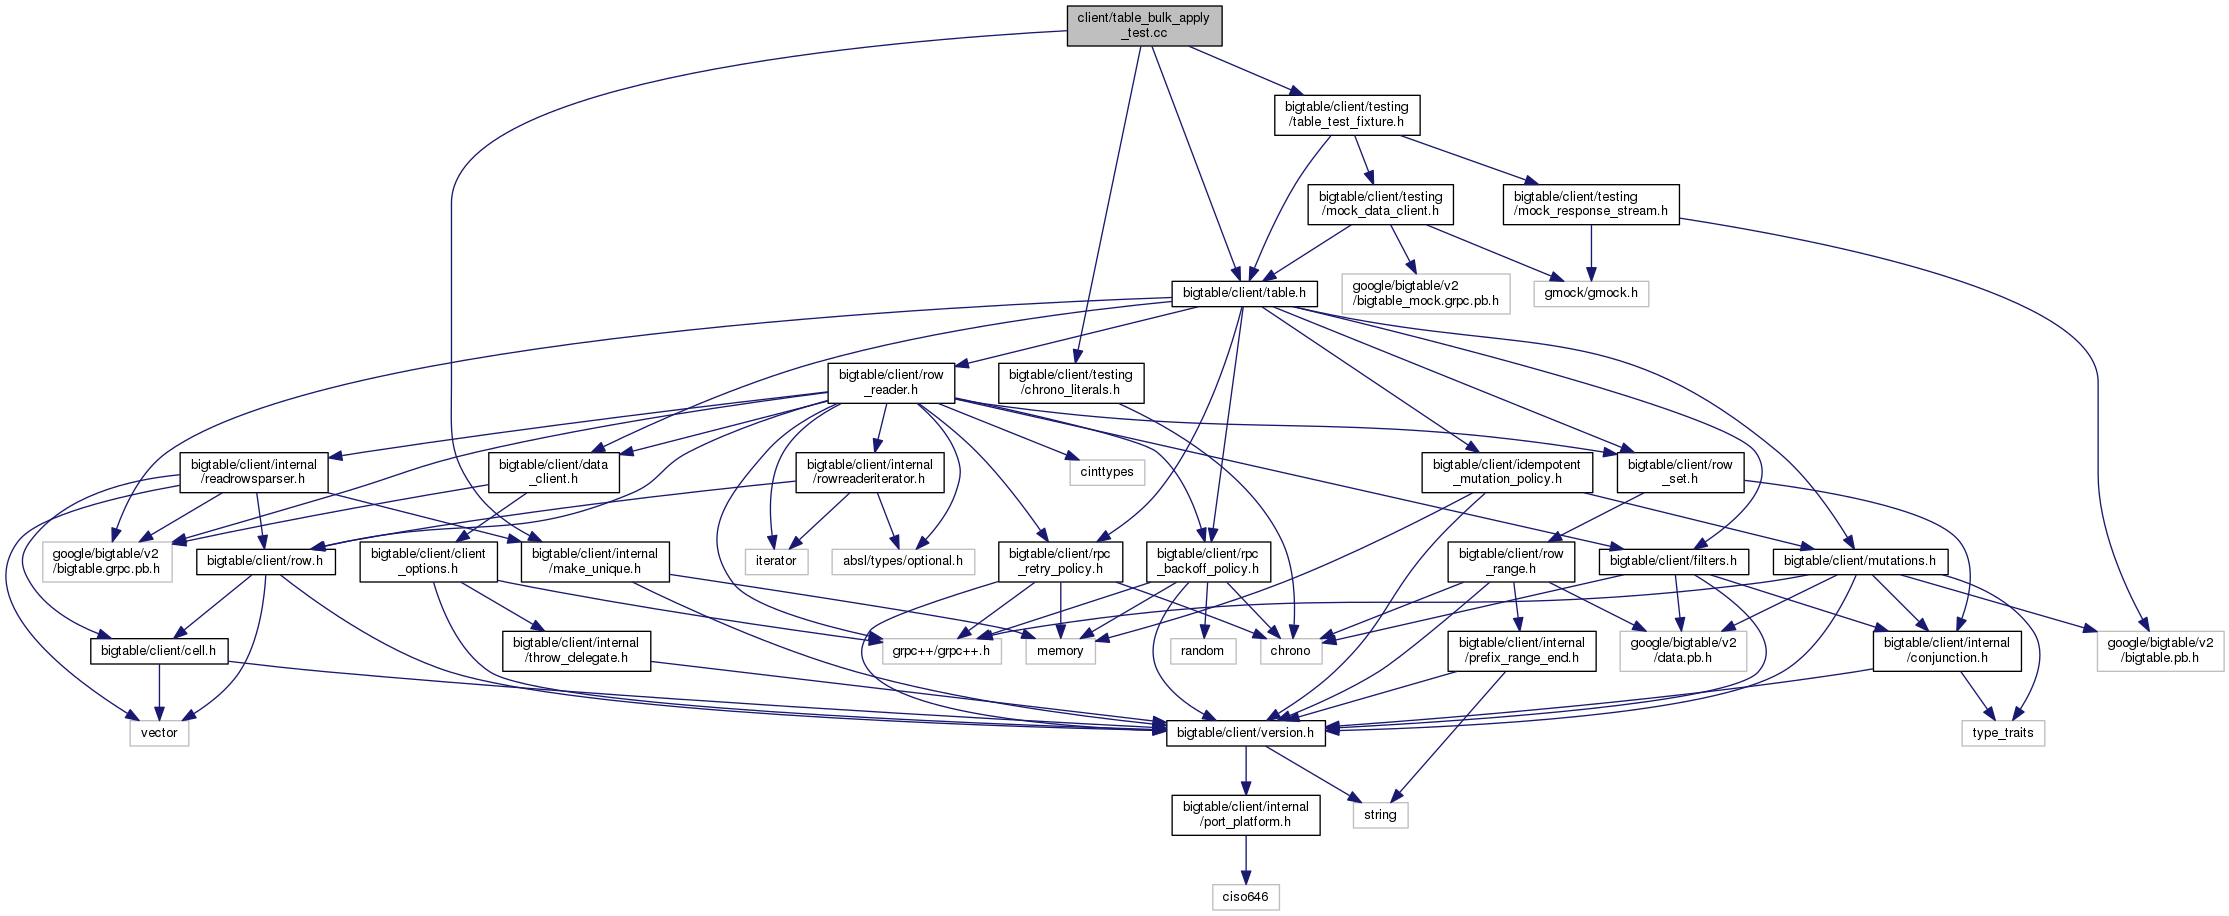 client/table_bulk_apply
_test.cc
bigtable/client/testing
/table_test_fixture.h
bigtable/client/testing
/mock_data_client.h
bigtable/client/testing
/mock_response_stream.h
bigtable/client/table.h
google/bigtable/v2
/bigtable_mock.grpc.pb.h
gmock/gmock.h
bigtable/client/row
_reader.h
bigtable/client/testing
/chrono_literals.h
bigtable/client/internal
/readrowsparser.h
bigtable/client/data
_client.h
bigtable/client/internal
/rowreaderiterator.h
cinttypes
bigtable/client/idempotent
_mutation_policy.h
bigtable/client/row
_set.h
google/bigtable/v2
/bigtable.grpc.pb.h
bigtable/client/row.h
bigtable/client/client
_options.h
bigtable/client/internal
/make_unique.h
iterator
absl/types/optional.h
bigtable/client/rpc
_retry_policy.h
bigtable/client/rpc
_backoff_policy.h
bigtable/client/row
_range.h
bigtable/client/filters.h
bigtable/client/mutations.h
bigtable/client/cell.h
bigtable/client/internal
/throw_delegate.h
grpc++/grpc++.h
memory
random
chrono
bigtable/client/internal
/prefix_range_end.h
google/bigtable/v2
/data.pb.h
bigtable/client/internal
/conjunction.h
google/bigtable/v2
/bigtable.pb.h
vector
bigtable/client/version.h
type_traits
bigtable/client/internal
/port_platform.h
string
ciso646